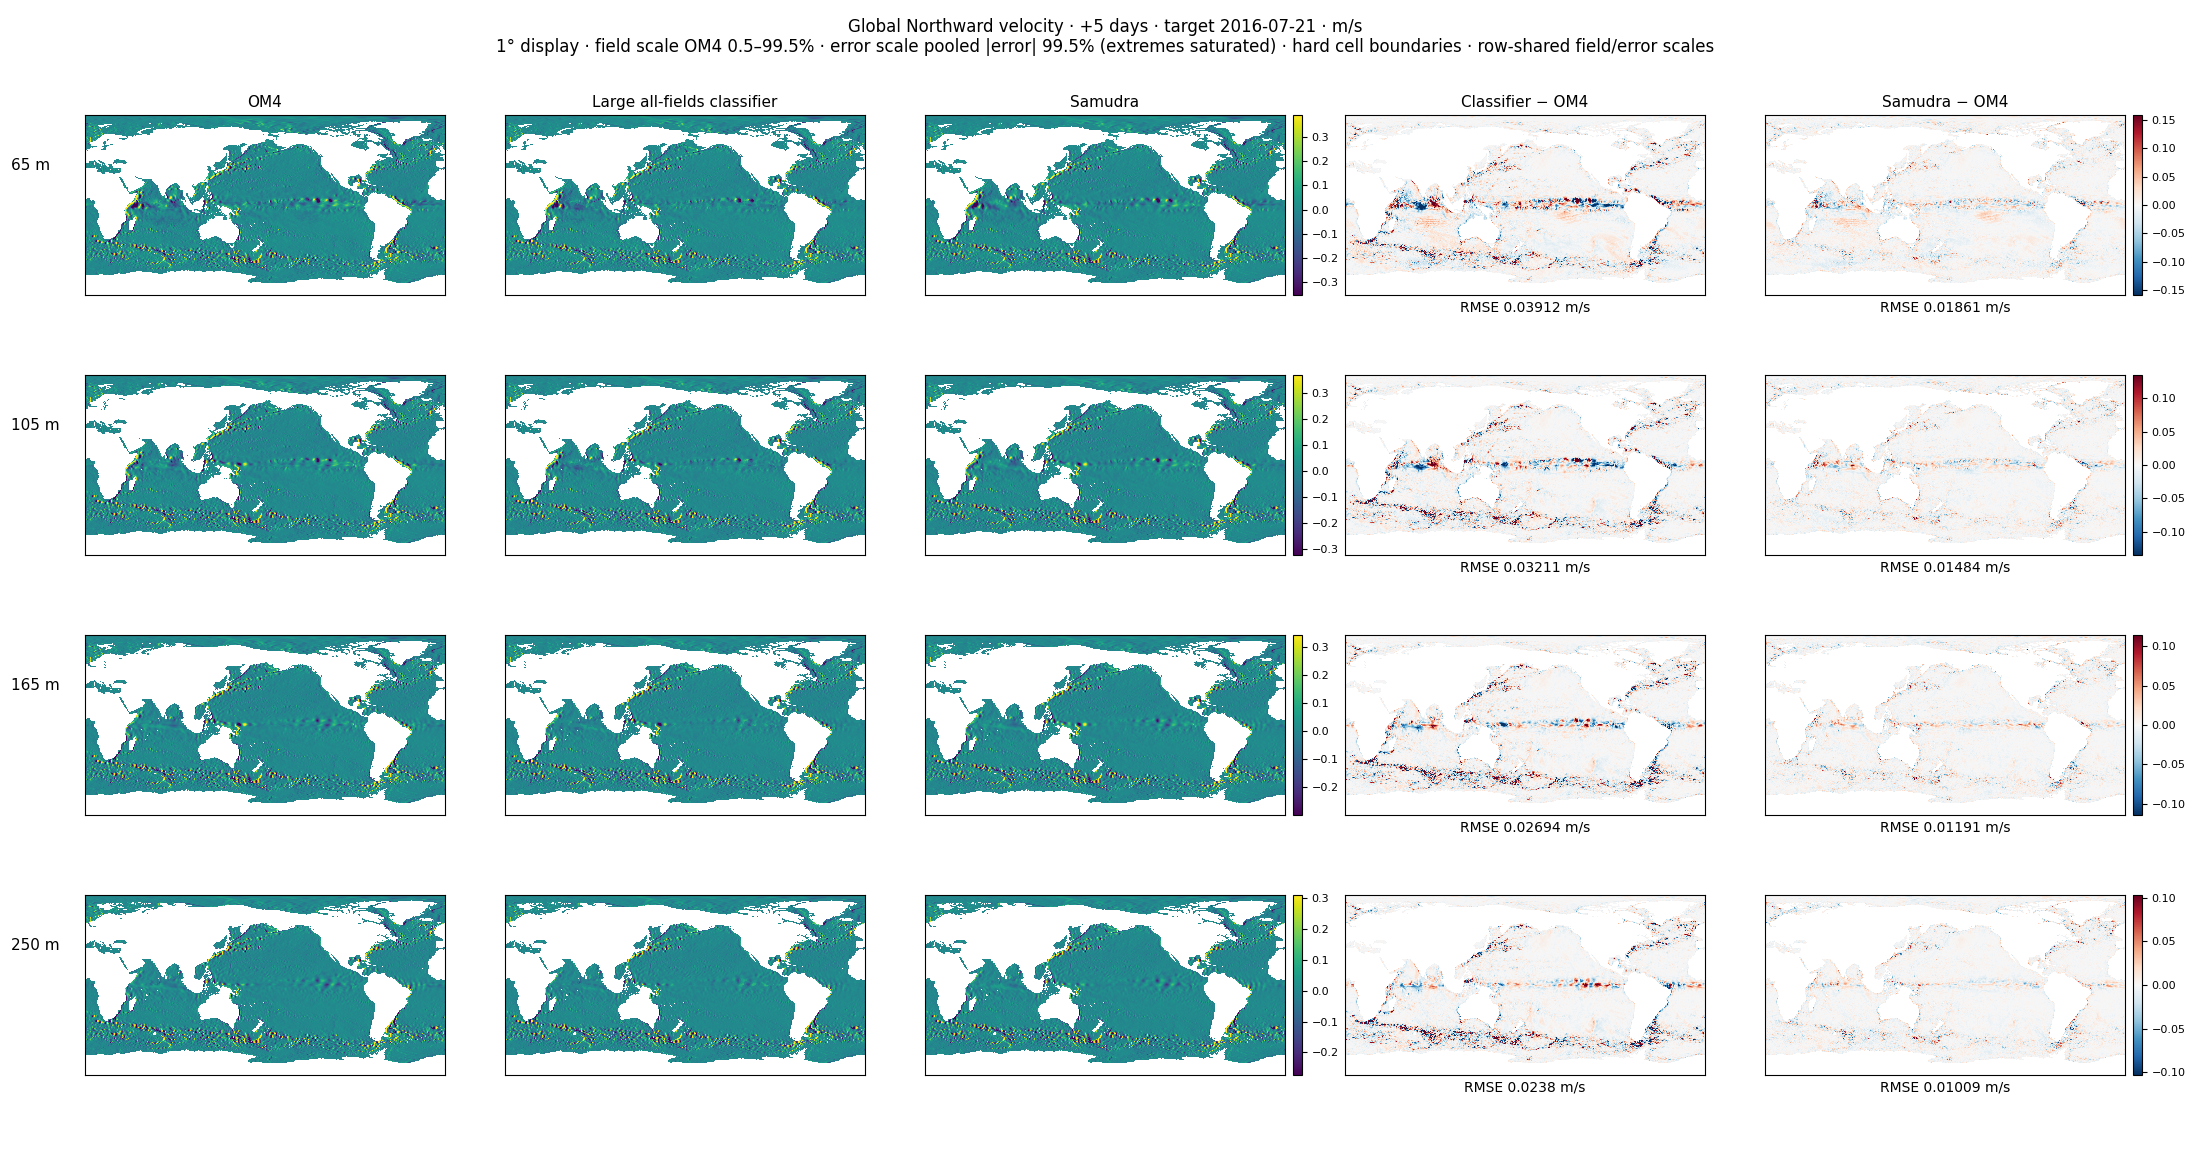 Global Northward velocity · +5 days · target 2016-07-21 · m/s
1° display · field scale OM4 0.5–99.5% · error scale pooled |error| 99.5% (extremes saturated) · hard cell boundaries · row-shared field/error scales
OM4
Large all-fields classifier
Samudra
Classifier − OM4
Samudra − OM4
65 m
0.3
0.2
0.1
0.0
−0.1
−0.2
−0.3
0.15
0.10
0.05
0.00
−0.05
−0.10
−0.15
RMSE 0.03912 m/s
RMSE 0.01861 m/s
105 m
0.3
0.2
0.1
0.0
−0.1
−0.2
−0.3
0.10
0.05
0.00
−0.05
−0.10
RMSE 0.03211 m/s
RMSE 0.01484 m/s
165 m
0.3
0.2
0.1
0.0
−0.1
−0.2
0.10
0.05
0.00
−0.05
−0.10
RMSE 0.02694 m/s
RMSE 0.01191 m/s
250 m
0.3
0.2
0.1
0.0
−0.1
−0.2
0.10
0.05
0.00
−0.05
−0.10
RMSE 0.0238 m/s
RMSE 0.01009 m/s